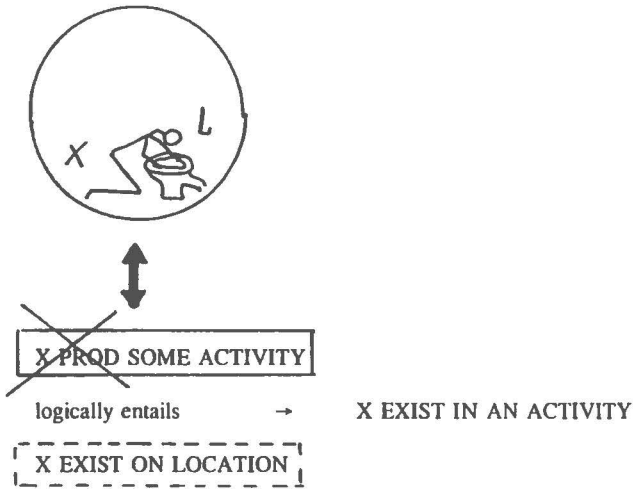 X L
X PROD SOME ACTIVITY
logically entails → X EXIST IN AN ACTIVITY
X EXIST ON LOCATION